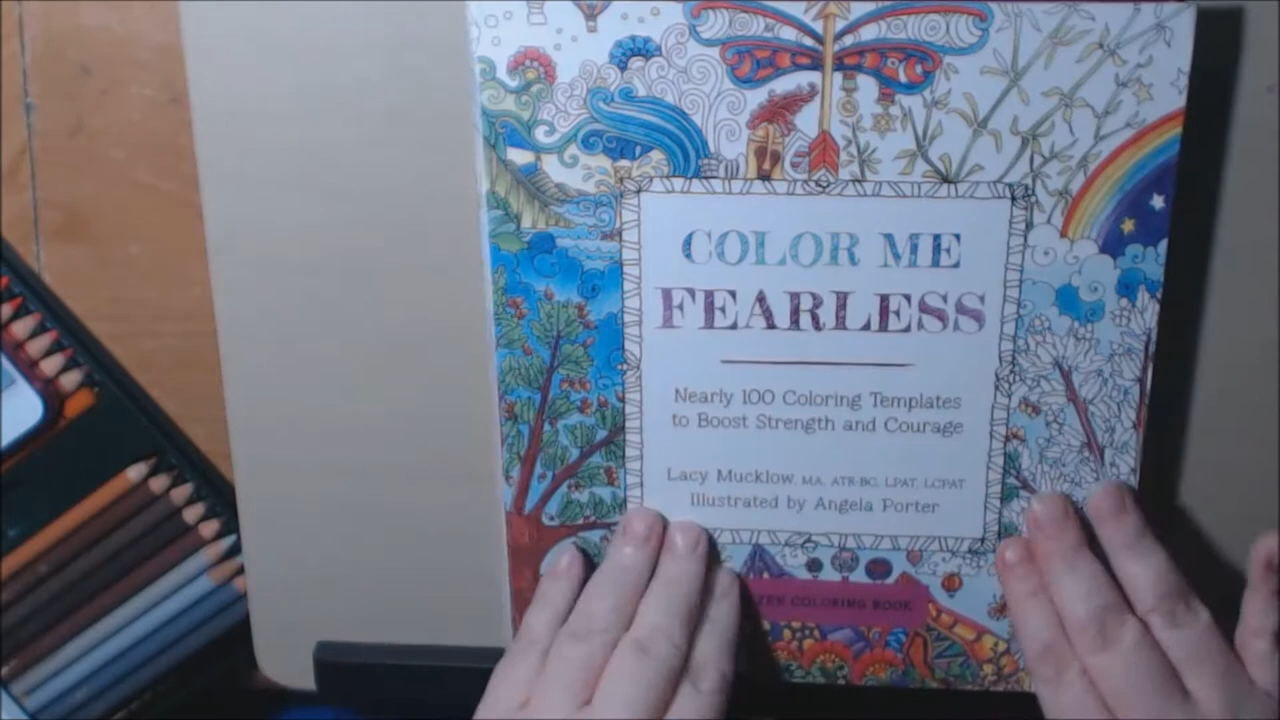 COLOR ME
FEARLESS
Nearly 100 Coloring Templates
to Boost Strength and Courage
Lacy Mucklow, MA, ATR-BC, LPAT, LCPAT
Illustrated by Angela Porter
ZEN COLORING BOOK